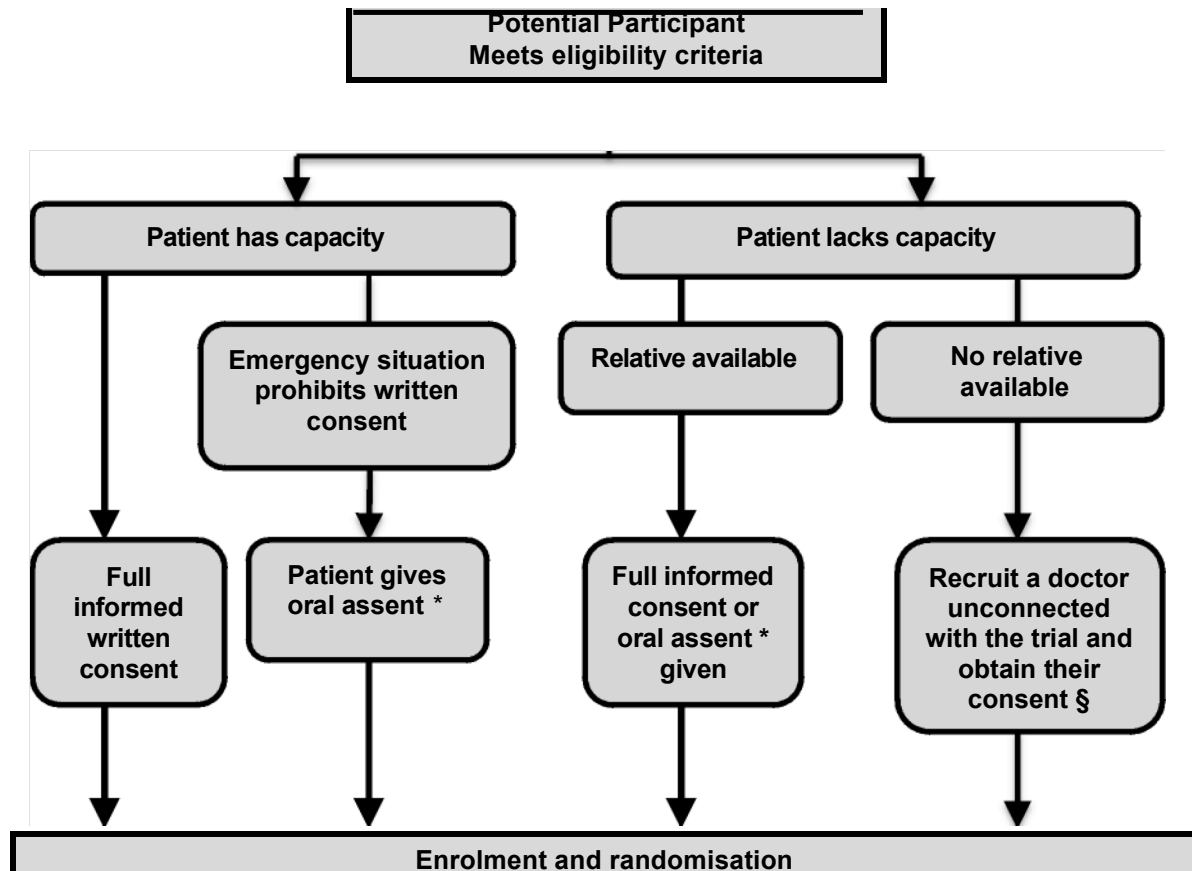 Potential Participant
Meets eligibility criteria
Patient has capacity
Patient lacks capacity
Emergency situation
prohibits written
consent
Relative available
No relative
available
Full
informed
written
consent
Patient gives
oral assent *
Full informed
consent or
oral assent *
given
Recruit a doctor
unconnected
with the trial and
obtain their
consent §
Enrolment and randomisation